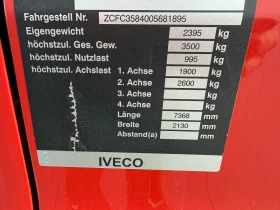 Fahrgestell Nr. ZCFC3584005681895
Eigengewicht 2395 kg
höchstzul. Ges. Gew. 3500 kg
höchstzul. Nutzlast 995 kg
höchstzul. Achslast 1. Achse 1900 kg
2. Achse 2600 kg
3. Achse kg
4. Achse kg
Länge 7368 mm
Breite 2130 mm
Abstand(a) mm
IVECO